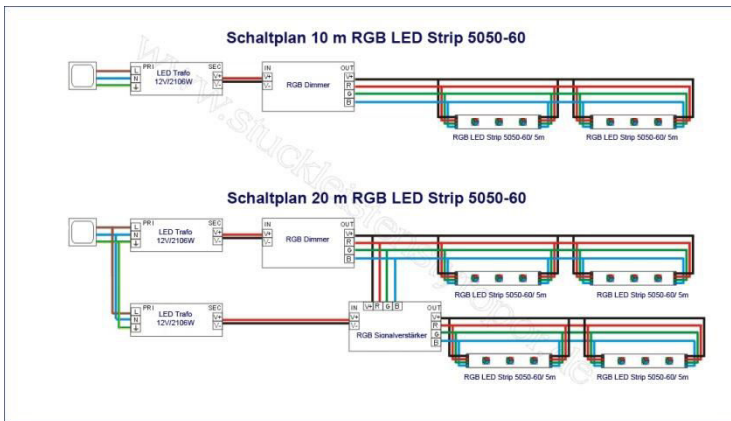 Schaltplan 10 m RGB LED Strip 5050-60
PRI SEC
L
N
LED Trafo
12V/2106W
V+
V-
IN OUT
V+
V-
RGB Dimmer
V+
R
G
B
RGB LED Strip 5050-60/ 5m
RGB LED Strip 5050-60/ 5m
Schaltplan 20 m RGB LED Strip 5050-60
PRI SEC
L
N
LED Trafo
12V/2106W
V+
V-
IN OUT
V+
V-
RGB Dimmer
V+
R
G
B
RGB LED Strip 5050-60/ 5m
RGB LED Strip 5050-60/ 5m
PRI SEC
L
N
LED Trafo
12V/2106W
V+
V-
IN V+ R G B OUT
V+
V-
RGB Sionalverstärker
V+
R
G
B
RGB LED Strip 5050-60/ 5m
RGB LED Strip 5050-60/ 5m